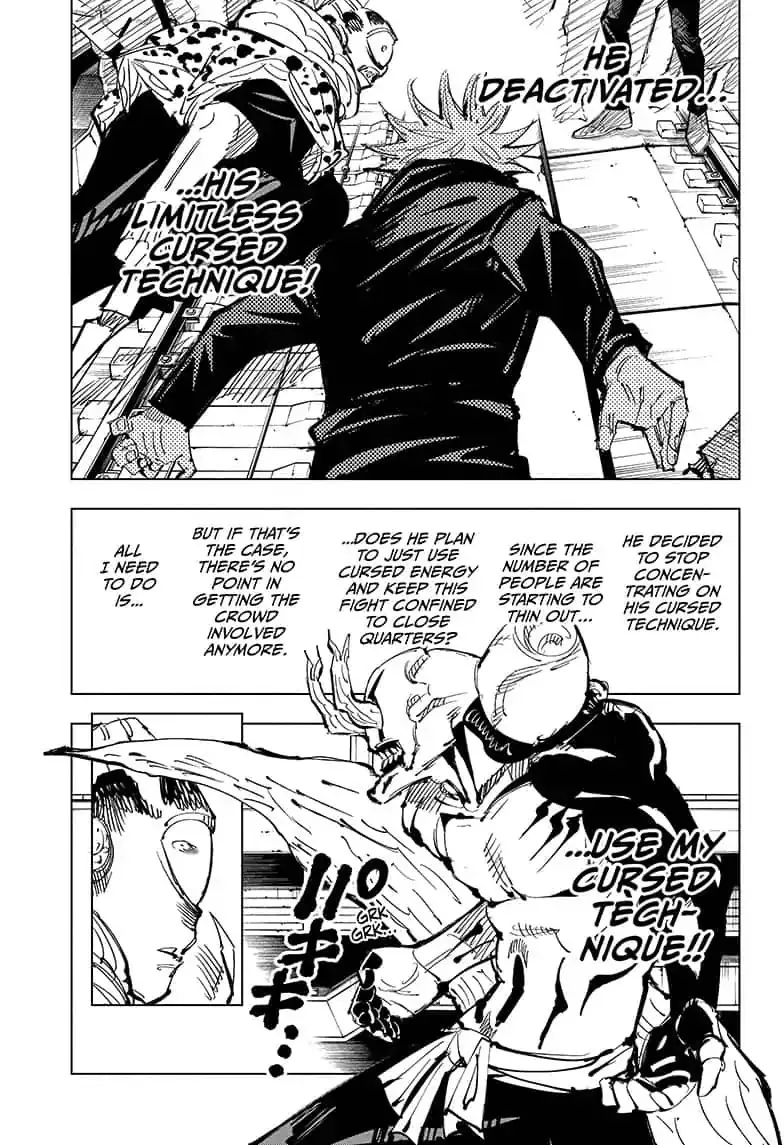 HE
DEACTIVATED...
...HIS
LIMITLESS
CURSED
TECHNIQUE!
HE DECIDED
TO STOP
CONCEN-
TRATING ON
HIS CURSED
TECHNIQUE.
SINCE THE
NUMBER OF
PEOPLE ARE
STARTING TO
THIN OUT...
...DOES HE PLAN
TO JUST USE
CURSED ENERGY
AND KEEP THIS
FIGHT CONFINED
TO CLOSE
QUARTERS?
BUT IF THAT'S
THE CASE,
THERE'S NO
POINT IN
GETTING THE
CROWD
INVOLVED
ANYMORE.
ALL
I NEED
TO DO
IS...
...USE MY
CURSED
TECH-
NIQUE!!
パキキ…
GRK
GRK...